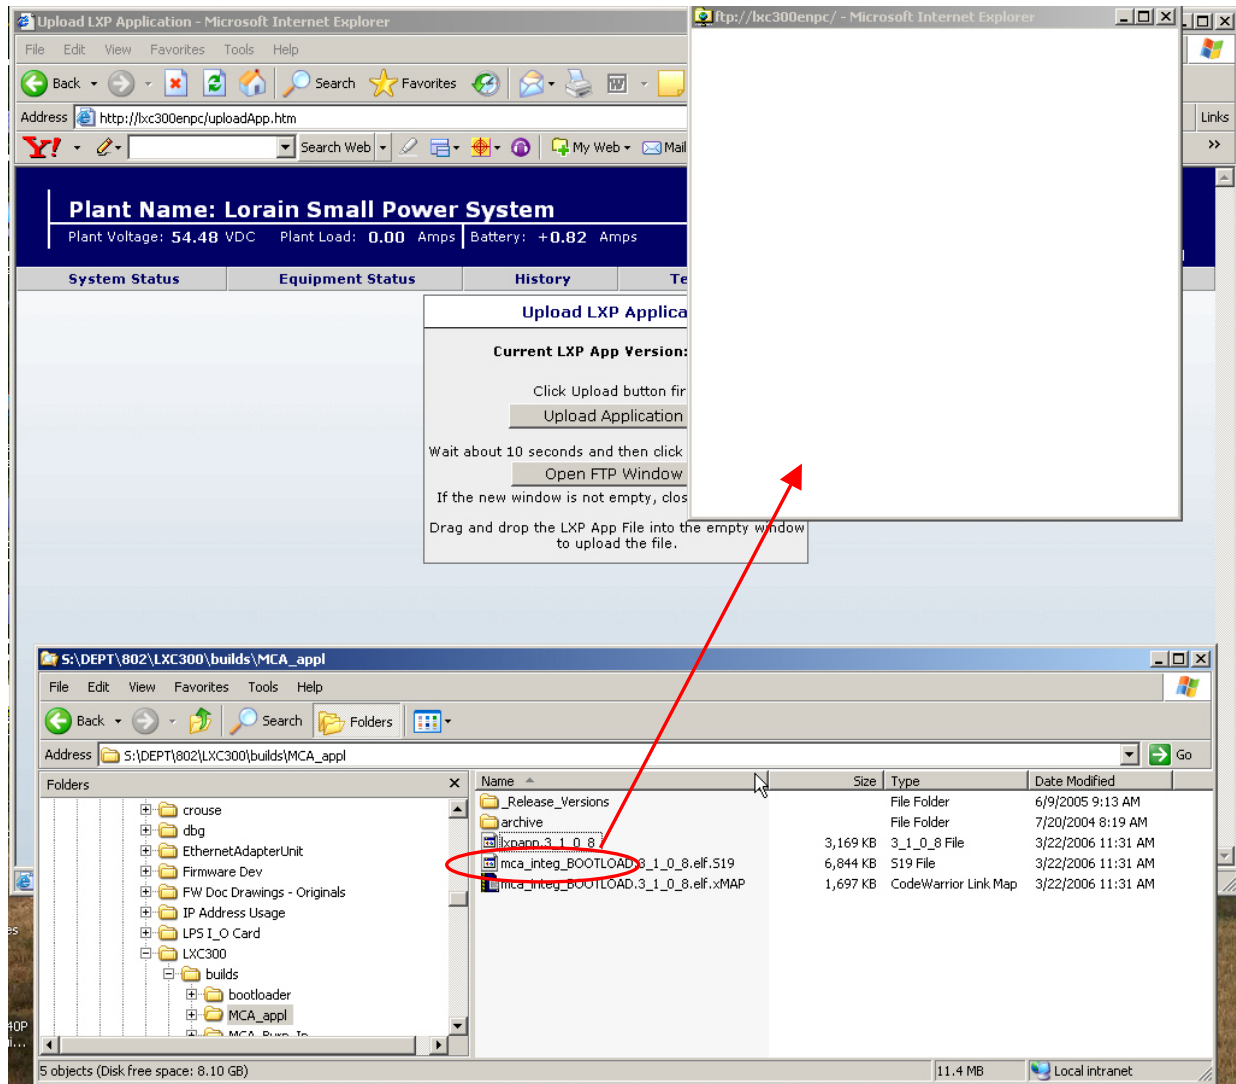 Upload LXP Application - Microsoft Internet Explorer
ftp://lxc300enpc/ - Microsoft Internet Explorer
File Edit View Favorites Tools Help
Back Search Favorites
Address http://lxc300enpc/uploadApp.htm Links
Y! Search Web My Web Mail »
Plant Name: Lorain Small Power System
Plant Voltage: 54.48 VDC Plant Load: 0.00 Amps Battery: +0.82 Amps
System Status Equipment Status History Te
Upload LXP Applica
Current LXP App Version:
Click Upload button fir
Upload Application
Wait about 10 seconds and then click
Open FTP Window
If the new window is not empty, clos
Drag and drop the LXP App File into the empty window
to upload the file.
S:\DEPT\802\LXC300\builds\MCA_appl
File Edit View Favorites Tools Help
Back Search Folders
Address S:\DEPT\802\LXC300\builds\MCA_appl Go
Folders Name Size Type Date Modified
crouse _Release_Versions File Folder 6/9/2005 9:13 AM
dbg archive File Folder 7/20/2004 8:19 AM
EthernetAdapterUnit lxpapp.3_1_0_8 3,169 KB 3_1_0_8 File 3/22/2006 11:31 AM
Firmware Dev mca_integ_BOOTLOAD.3_1_0_8.elf.S19 6,844 KB S19 File 3/22/2006 11:31 AM
FW Doc Drawings - Originals mca_integ_BOOTLOAD.3_1_0_8.elf.xMAP 1,697 KB CodeWarrior Link Map 3/22/2006 11:31 AM
IP Address Usage
LPS I_O Card
LXC300
builds
bootloader
MCA_appl
MCA_Burn_In
5 objects (Disk free space: 8.10 GB) 11.4 MB Local intranet